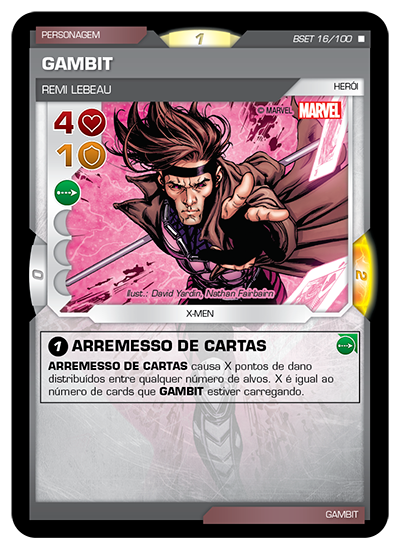 PERSONAGEM
1
BSET 16/100
GAMBIT
REMI LEBEAU
HERÓI
4
© MARVEL MARVEL
1
0
2
Ilust.: David Yardin, Nathan Fairbairn
X-MEN
1 ARREMESSO DE CARTAS
ARREMESSO DE CARTAS causa X pontos de dano
distribuídos entre qualquer número de alvos. X é igual ao
número de cards que GAMBIT estiver carregando.
GAMBIT